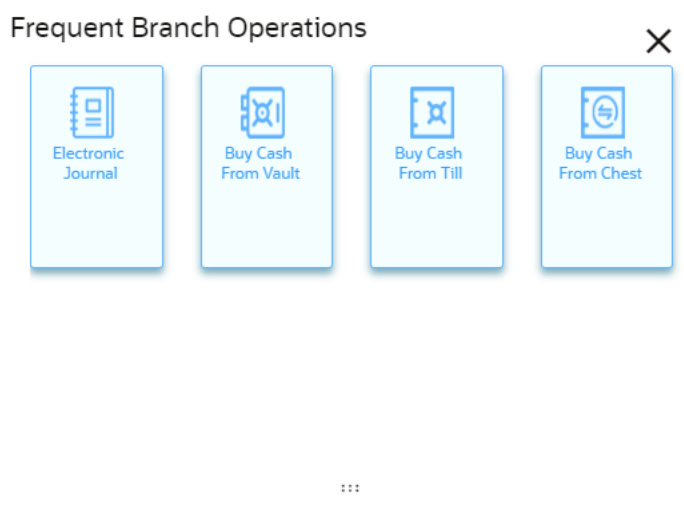 Frequent Branch Operations
Electronic
Journal
Buy Cash
From Vault
Buy Cash
From Till
Buy Cash
From Chest